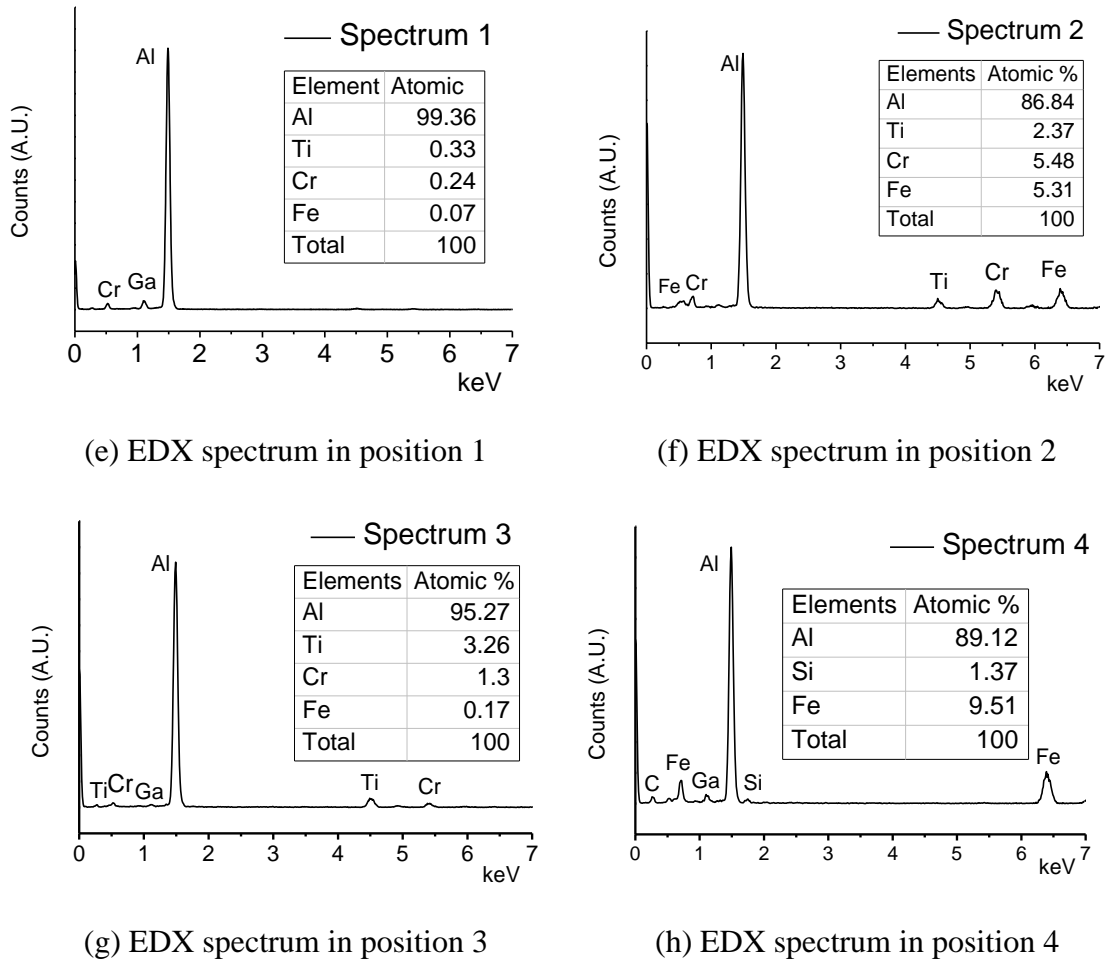 Spectrum 1
Al
Element Atomic
Al 99.36
Ti 0.33
Cr 0.24
Fe 0.07
Total 100
Cr Ga
Counts (A.U.)
0 1 2 3 4 5 6 7
keV
(e) EDX spectrum in position 1
Spectrum 2
Al
Elements Atomic %
Al 86.84
Ti 2.37
Cr 5.48
Fe 5.31
Total 100
Fe Cr Ti Cr Fe
Counts (A.U.)
0 1 2 3 4 5 6 7
keV
(f) EDX spectrum in position 2
Spectrum 3
Al
Elements Atomic %
Al 95.27
Ti 3.26
Cr 1.3
Fe 0.17
Total 100
Ti Cr Ga Ti Cr
Counts (A.U.)
0 1 2 3 4 5 6 7
keV
(g) EDX spectrum in position 3
Spectrum 4
Al
Elements Atomic %
Al 89.12
Si 1.37
Fe 9.51
Total 100
C Fe Ga Si Fe
Counts (A.U.)
0 1 2 3 4 5 6 7
keV
(h) EDX spectrum in position 4